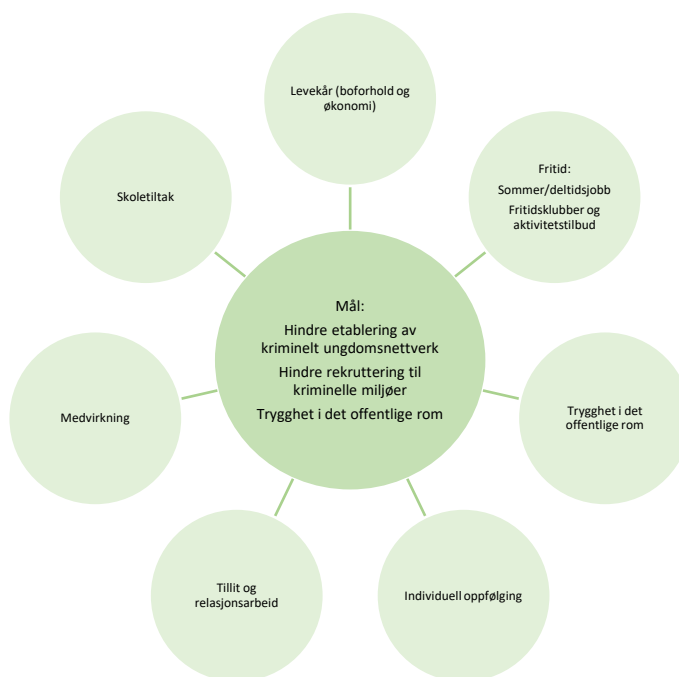 Levekår (boforhold og
økonomi)
Fritid:
Sommer/deltidsjobb
Fritidsklubber og
aktivitetstilbud
Skoletiltak
Mål:
Hindre etablering av
kriminelt ungdomsnettverk
Hindre rekruttering til
kriminelle miljøer
Trygghet i det offentlige rom
Medvirkning
Trygghet i det
offentlige rom
Tillit og
relasjonsarbeid
Individuell oppfølging